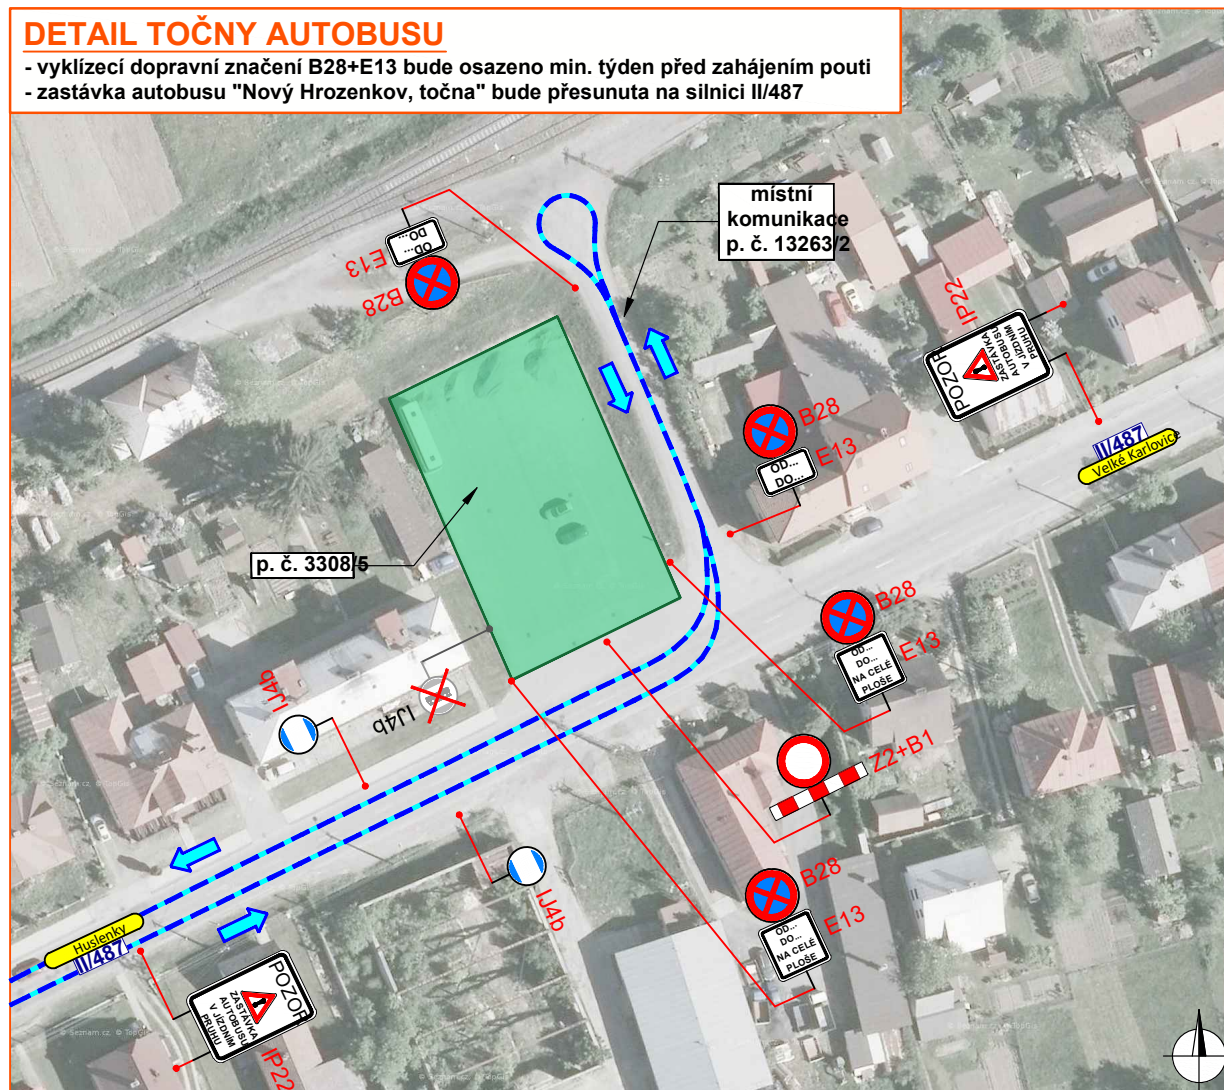 DETAIL TOČNY AUTOBUSU
- vyklízecí dopravní značení B28+E13 bude osazeno min. týden před zahájením pouti
- zastávka autobusu "Nový Hrozenkov, točna" bude přesunuta na silnici II/487
místní
komunikace
p. č. 13263/2
OD...
DO...
E13
B28
IP22
POZOR
ZASTÁVKA
AUTOBUSU
V JÍZDNÍM
PRUHU
B28
E13
OD...
DO...
II/487
Velké Karlovice
p. č. 3308/5
B28
E13
OD...
DO...
NA CELÉ
PLOŠE
IJ4b
IJ4b
Z2+B1
B28
E13
OD...
DO...
NA CELÉ
PLOŠE
IJ4b
Huslenky
II/487
POZOR
ZASTÁVKA
AUTOBUSU
V JÍZDNÍM
PRUHU
IP22
© Seznam.cz, © TopGis